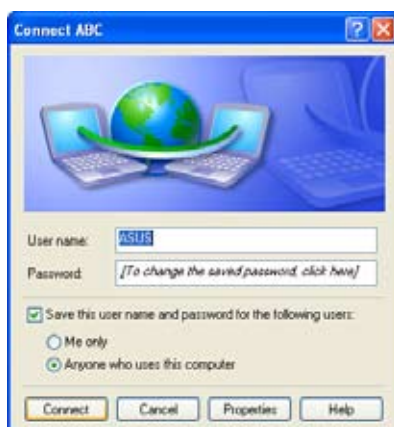 Connect ABC
User name: ASUS
Password: [To change the saved password, click here]
Save this user name and password for the following users:
Me only
Anyone who uses this computer
Connect Cancel Properties Help